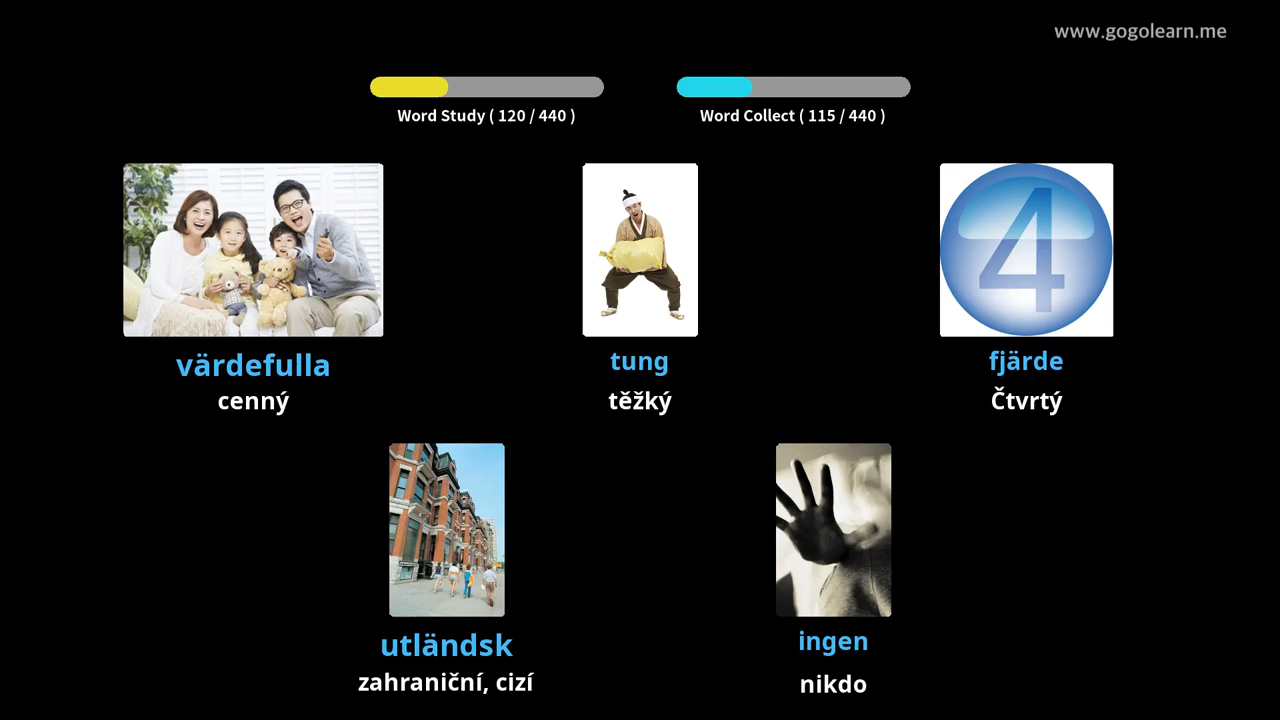 www.gogolearn.me
Word Study ( 120 / 440 )
Word Collect ( 115 / 440 )
4
värdefulla
cenný
tung
těžký
fjärde
Čtvrtý
utländsk
zahraniční, cizí
ingen
nikdo